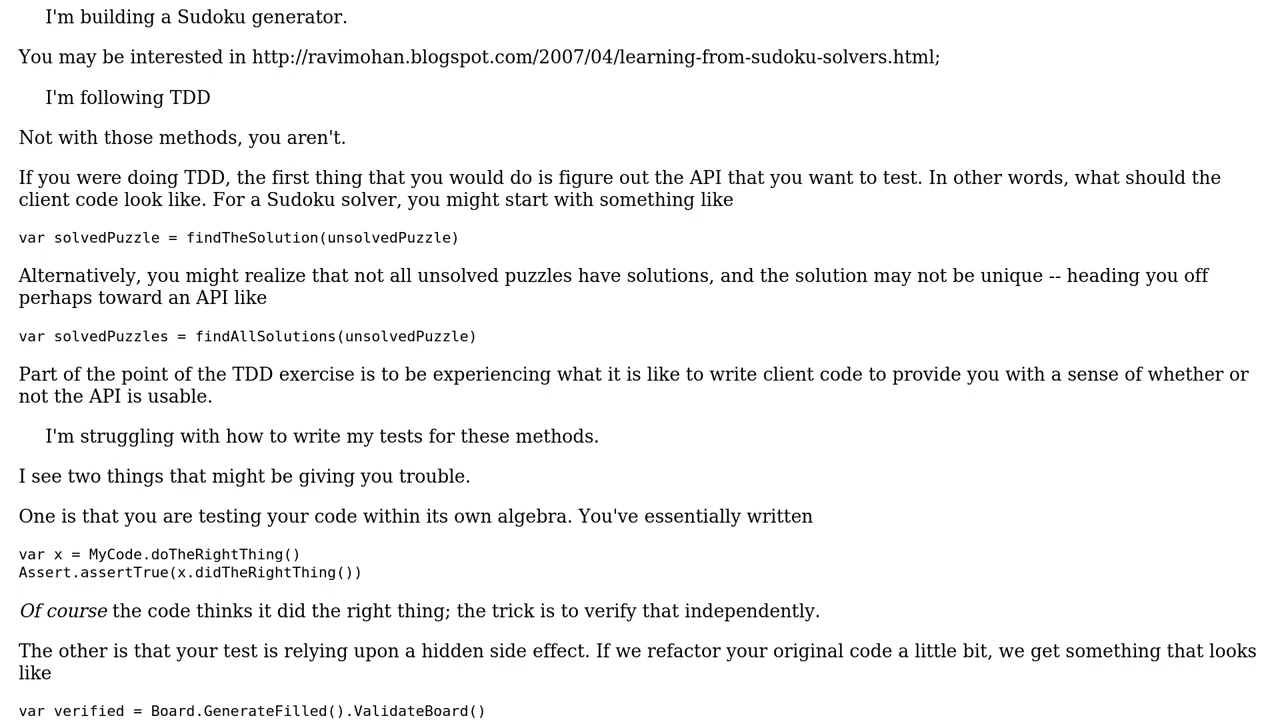 I'm building a Sudoku generator.
You may be interested in http://ravimohan.blogspot.com/2007/04/learning-from-sudoku-solvers.html;
I'm following TDD
Not with those methods, you aren't.
If you were doing TDD, the first thing that you would do is figure out the API that you want to test. In other words, what should the
client code look like. For a Sudoku solver, you might start with something like
var solvedPuzzle = findTheSolution(unsolvedPuzzle)
Alternatively, you might realize that not all unsolved puzzles have solutions, and the solution may not be unique -- heading you off
perhaps toward an API like
var solvedPuzzles = findAllSolutions(unsolvedPuzzle)
Part of the point of the TDD exercise is to be experiencing what it is like to write client code to provide you with a sense of whether or
not the API is usable.
I'm struggling with how to write my tests for these methods.
I see two things that might be giving you trouble.
One is that you are testing your code within its own algebra. You've essentially written
var x = MyCode.doTheRightThing()
Assert.assertTrue(x.didTheRightThing())
Of course the code thinks it did the right thing; the trick is to verify that independently.
The other is that your test is relying upon a hidden side effect. If we refactor your original code a little bit, we get something that looks
like
var verified = Board.GenerateFilled().ValidateBoard()